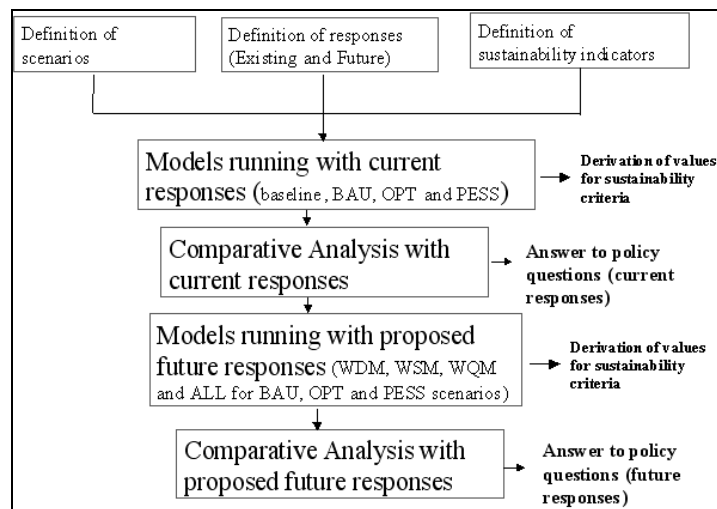 Definition of
scenarios
Definition of responses
(Existing and Future)
Definition of
sustainability indicators
Models running with current
responses (baseline, BAU, OPT and PESS)
Derivation of values
for sustainability
criteria
Comparative Analysis with
current responses
Answer to policy
questions (current
responses)
Models running with proposed
future responses (WDM, WSM, WQM
and ALL for BAU, OPT and PESS scenarios)
Derivation of values
for sustainability
criteria
Comparative Analysis with
proposed future responses
Answer to policy
questions (future
responses)